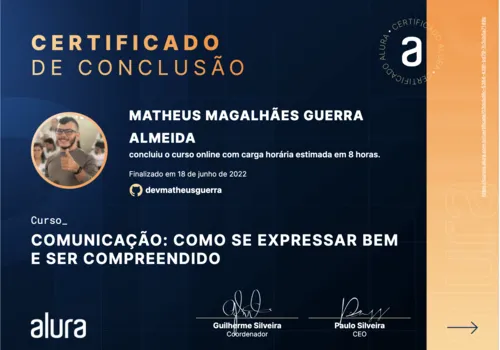 CERTIFICADO
DE CONCLUSÃO
ALURA • CERTIFICADO
a
MATHEUS MAGALHÃES GUERRA
ALMEIDA
concluiu o curso online com carga horária estimada em 8 horas.
Finalizado em 18 de junho de 2022
devmatheusguerra
Curso_
COMUNICAÇÃO: COMO SE EXPRESSAR BEM
E SER COMPREENDIDO
alura
Guilherme Silveira
Coordenador
Paulo Silveira
CEO